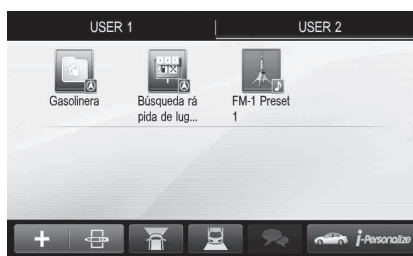 USER 1 | USER 2
Gasolinera
Búsqueda rá
pida de lug...
FM-1 Preset
1
i-Personalize